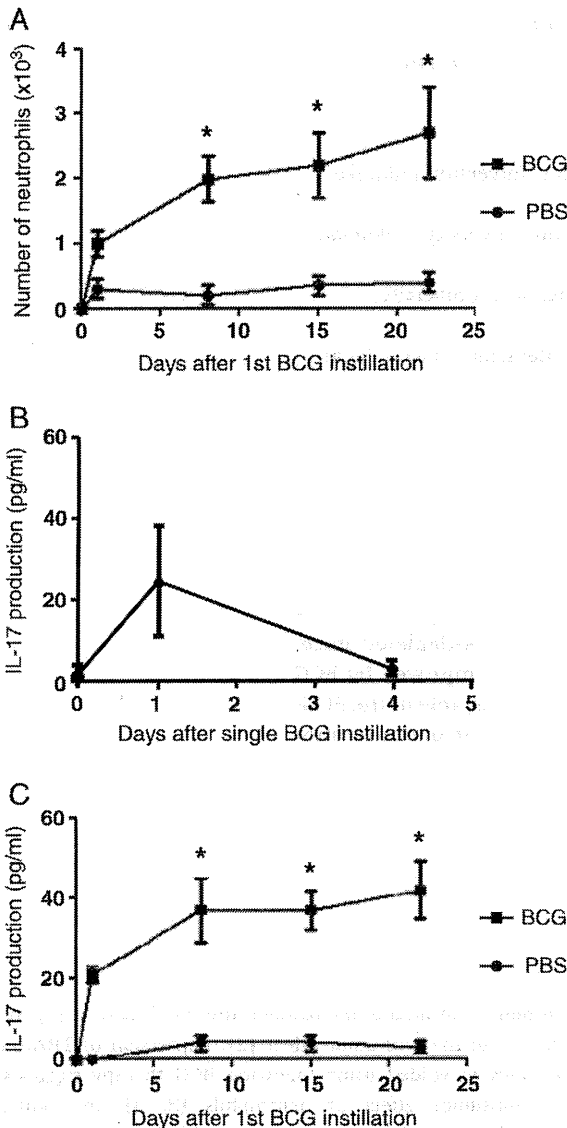 A
Number of neutrophils (x10³)
4
3
2
1
0
* * *
BCG
PBS
0 5 10 15 20 25
Days after 1st BCG instillation
B
IL-17 production (pg/ml)
60
40
20
0
0 1 2 3 4 5
Days after single BCG instillation
C
IL-17 production (pg/ml)
60
40
20
0
* * *
BCG
PBS
0 5 10 15 20 25
Days after 1st BCG instillation